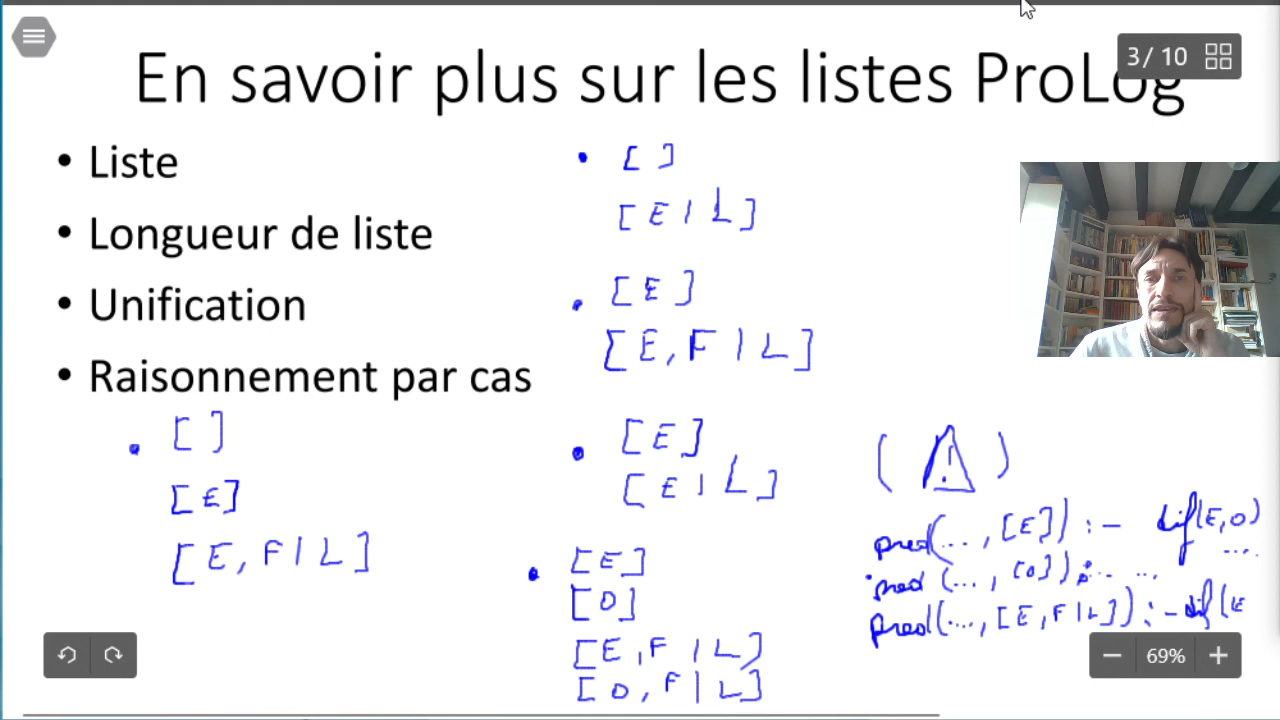 En savoir plus sur les listes ProLog
3/ 10
• Liste
• Longueur de liste
• Unification
• Raisonnement par cas
• [ ]
[ E ]
[ E, F | L ]
• [ ]
[ E | L ]
• [ E ]
[ E, F | L ]
• [ E ]
[ E | L ]
• [ E ]
[ 0 ]
[ E, F | L ]
[ 0, F | L ]
( ! )
pred(..., [E]) :- dif(E,0)
....
pred(..., [0]) :- ...
pred(..., [E, F | L]) :- dif(E
69%